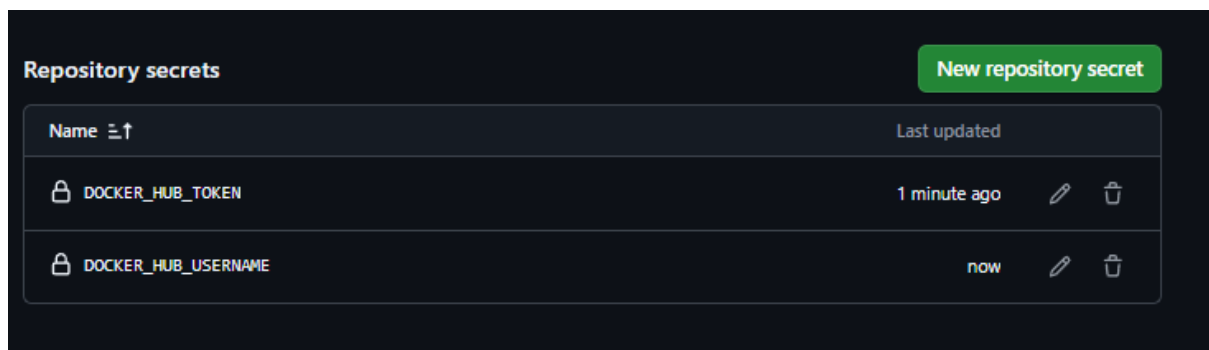 Repository secrets New repository secret
Name Last updated
DOCKER_HUB_TOKEN 1 minute ago
DOCKER_HUB_USERNAME now